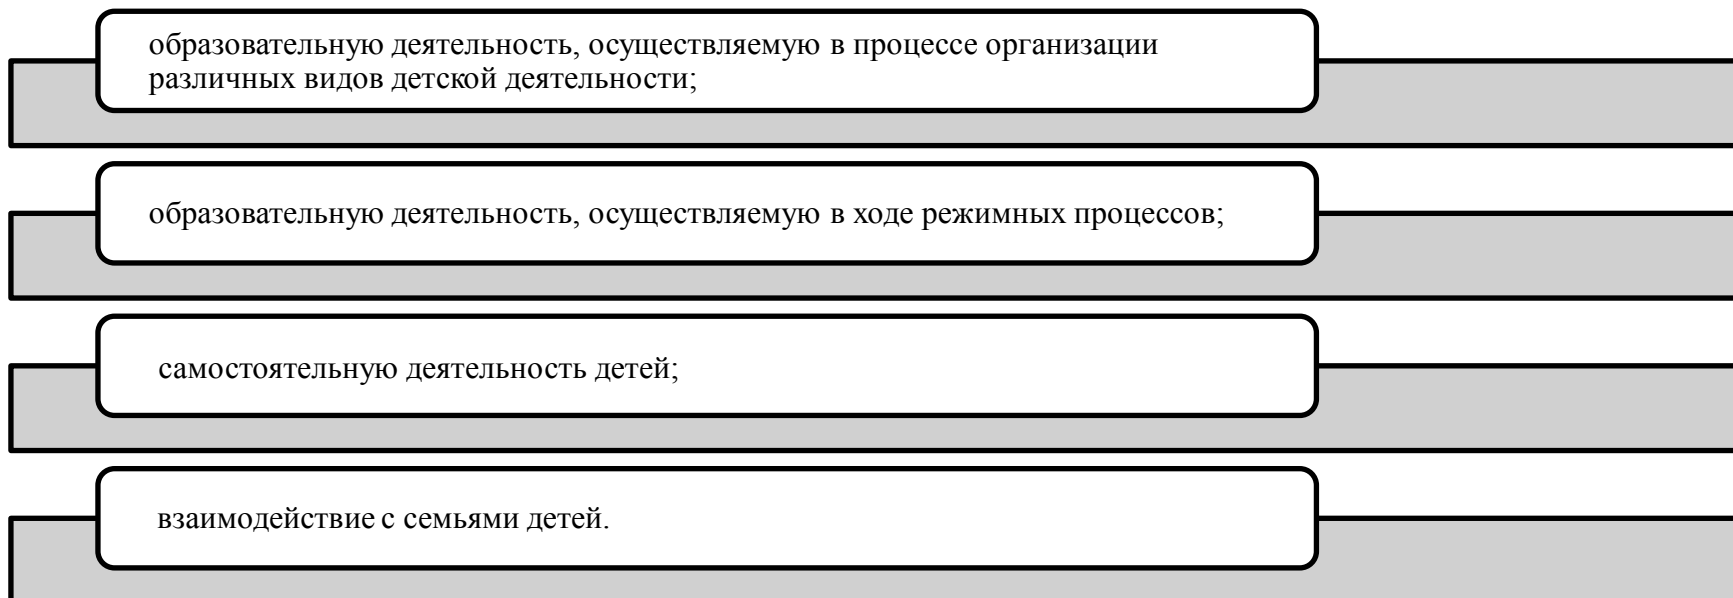 образовательную деятельность, осуществляемую в процессе организации
различных видов детской деятельности;
образовательную деятельность, осуществляемую в ходе режимных процессов;
самостоятельную деятельность детей;
взаимодействие с семьями детей.